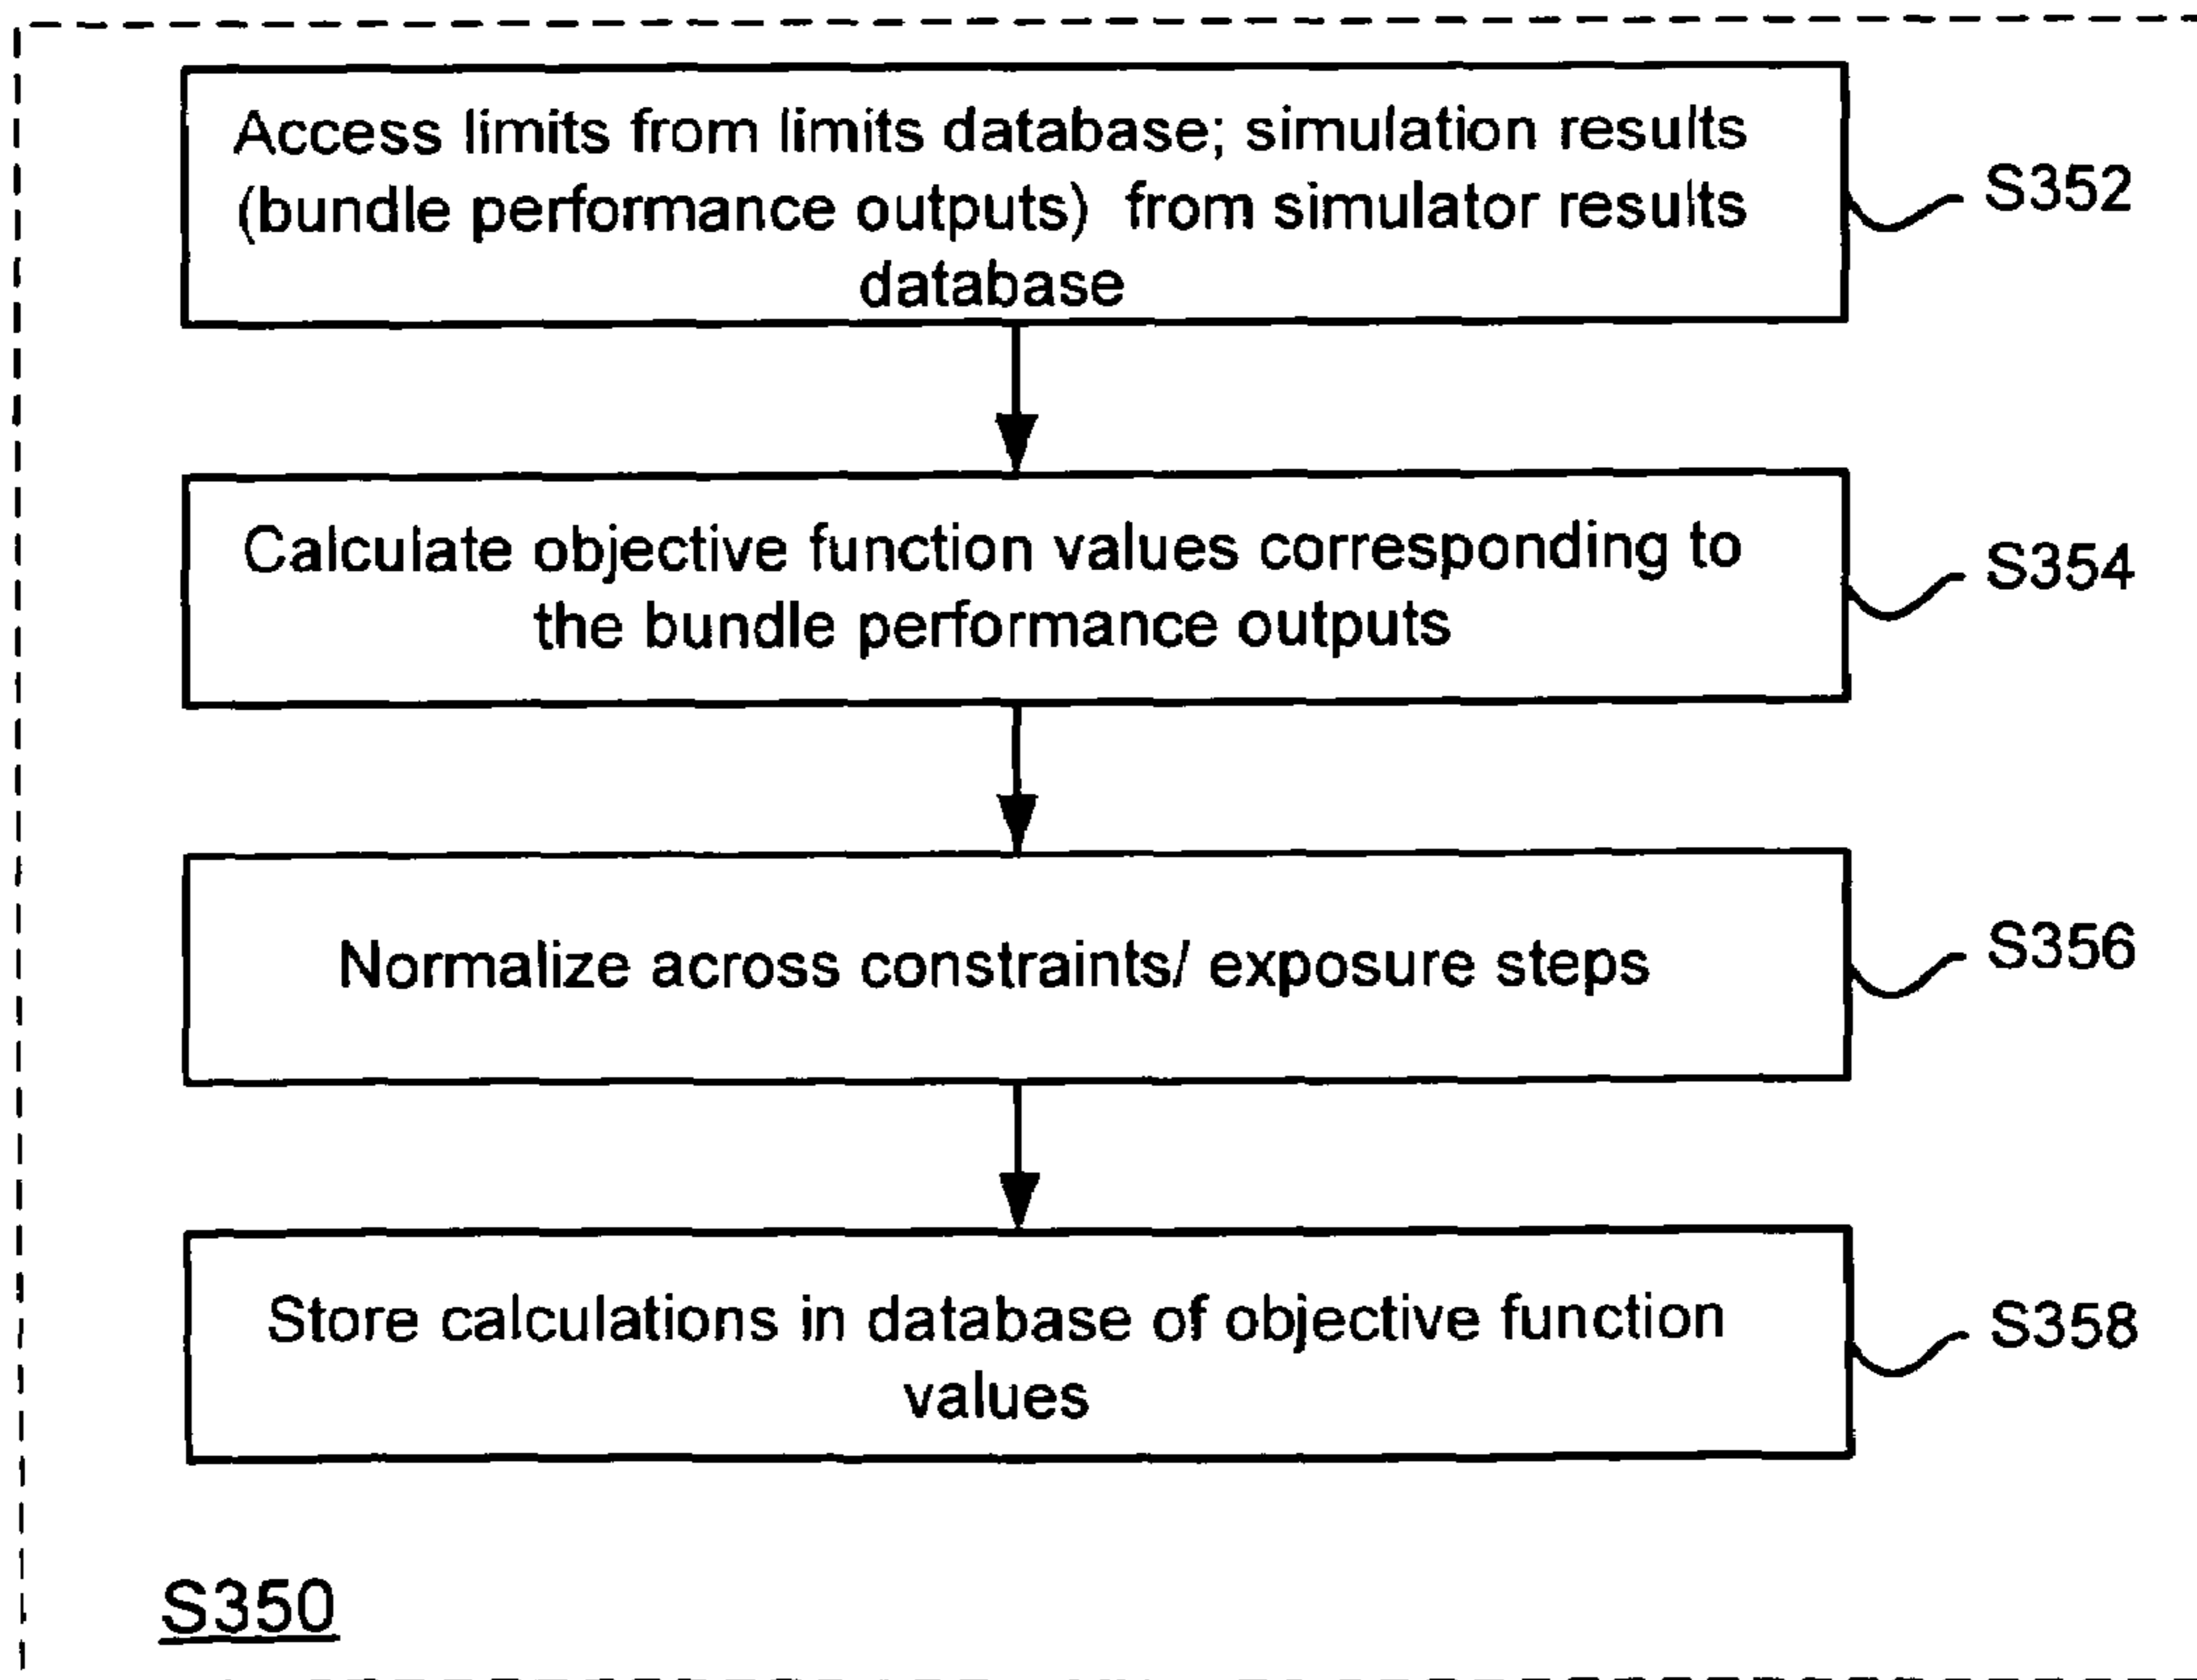 Access limits from limits database; simulation results
(bundle performance outputs) from simulator results
database
S352
Calculate objective function values corresponding to
the bundle performance outputs
S354
Normalize across constraints/ exposure steps
S356
Store calculations in database of objective function
values
S358
S350